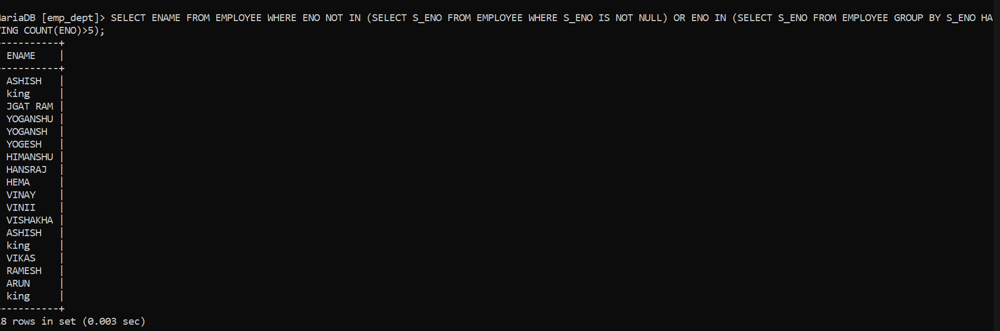 MariaDB [emp_dept]> SELECT ENAME FROM EMPLOYEE WHERE ENO NOT IN (SELECT S_ENO FROM EMPLOYEE WHERE S_ENO IS NOT NULL) OR ENO IN (SELECT S_ENO FROM EMPLOYEE GROUP BY S_ENO HA
VING COUNT(ENO)>5);
-----------+
ENAME |
-----------+
ASHISH |
king |
JGAT RAM |
YOGANSHU |
YOGANSH |
YOGESH |
HIMANSHU |
HANSRAJ |
HEMA |
VINAY |
VINII |
VISHAKHA |
ASHISH |
king |
VIKAS |
RAMESH |
ARUN |
king |
-----------+
18 rows in set (0.003 sec)